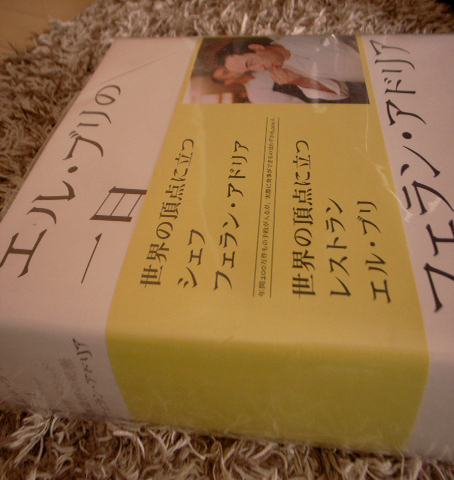 エル・ブリの
一日
世界の頂点に立つ
シェフ
フェラン・アドリア
世界の頂点に立つ
レストラン
エル・ブリ
フェラン・アドリア